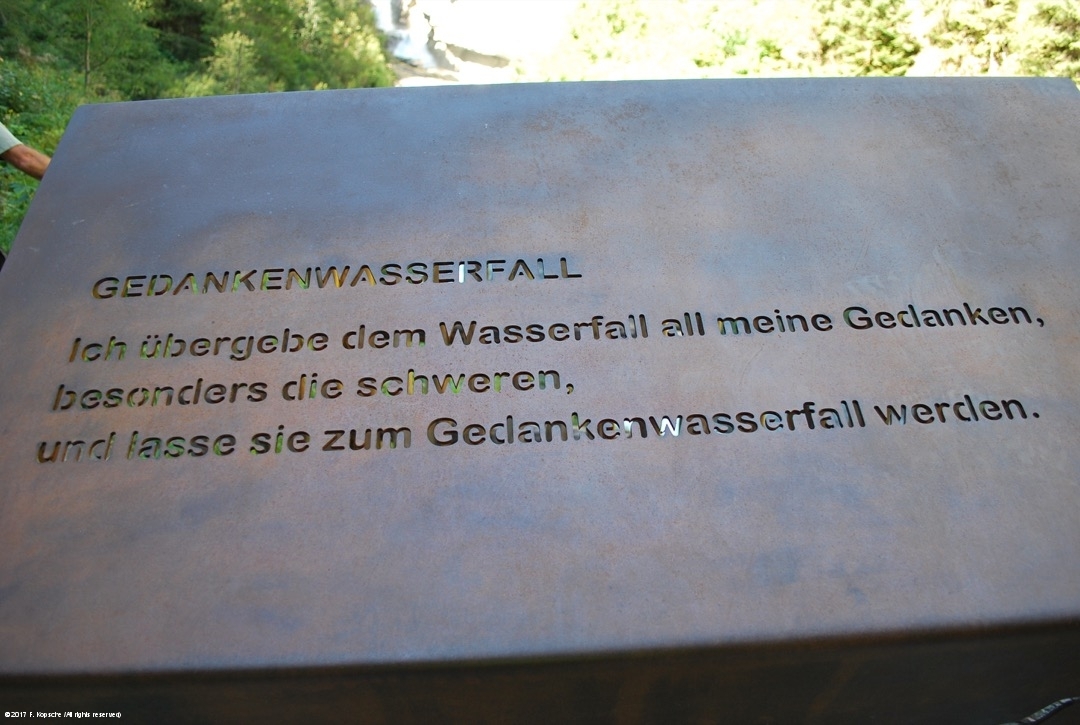 GEDANKENWASSERFALL
Ich übergebe dem Wasserfall all meine Gedanken,
besonders die schweren,
und lasse sie zum Gedankenwasserfall werden.
©2017 F. Kopsche (All rights reserved)